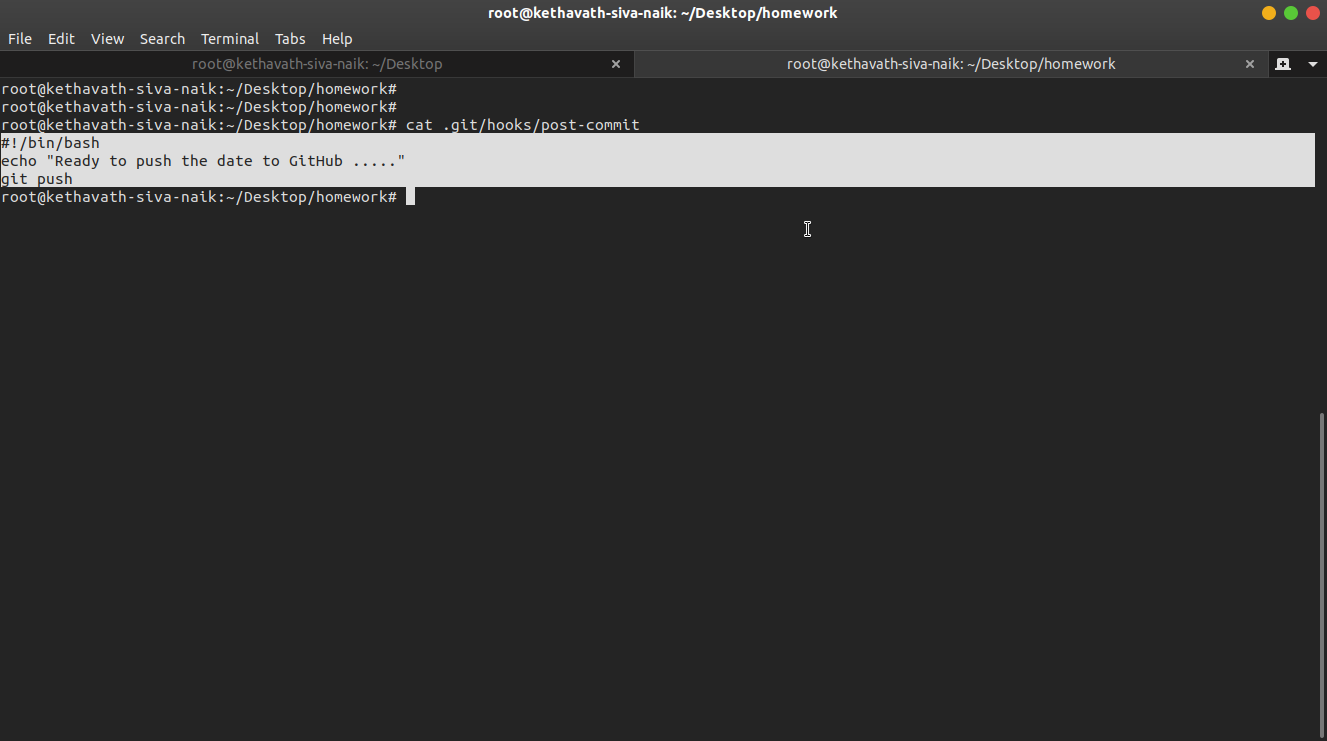 root@kethavath-siva-naik: ~/Desktop/homework
File Edit View Search Terminal Tabs Help
root@kethavath-siva-naik: ~/Desktop × root@kethavath-siva-naik: ~/Desktop/homework ×
root@kethavath-siva-naik:~/Desktop/homework#
root@kethavath-siva-naik:~/Desktop/homework#
root@kethavath-siva-naik:~/Desktop/homework# cat .git/hooks/post-commit
#!/bin/bash
echo "Ready to push the date to GitHub ....."
git push
root@kethavath-siva-naik:~/Desktop/homework#